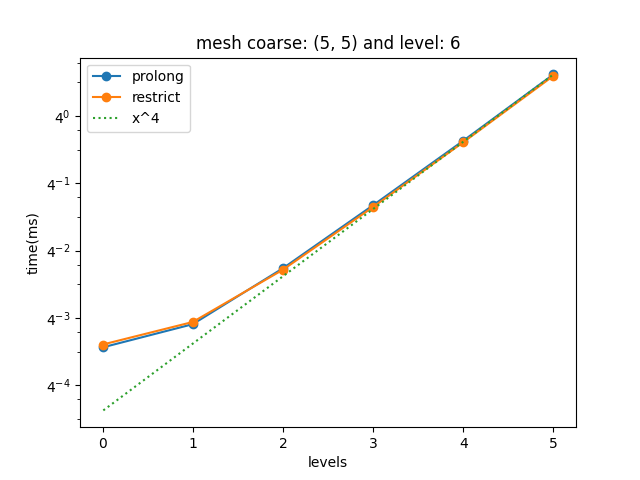 mesh coarse: (5, 5) and level: 6
prolong
restrict
x^4
4^0
4^-1
4^-2
4^-3
4^-4
time(ms)
0 1 2 3 4 5
levels